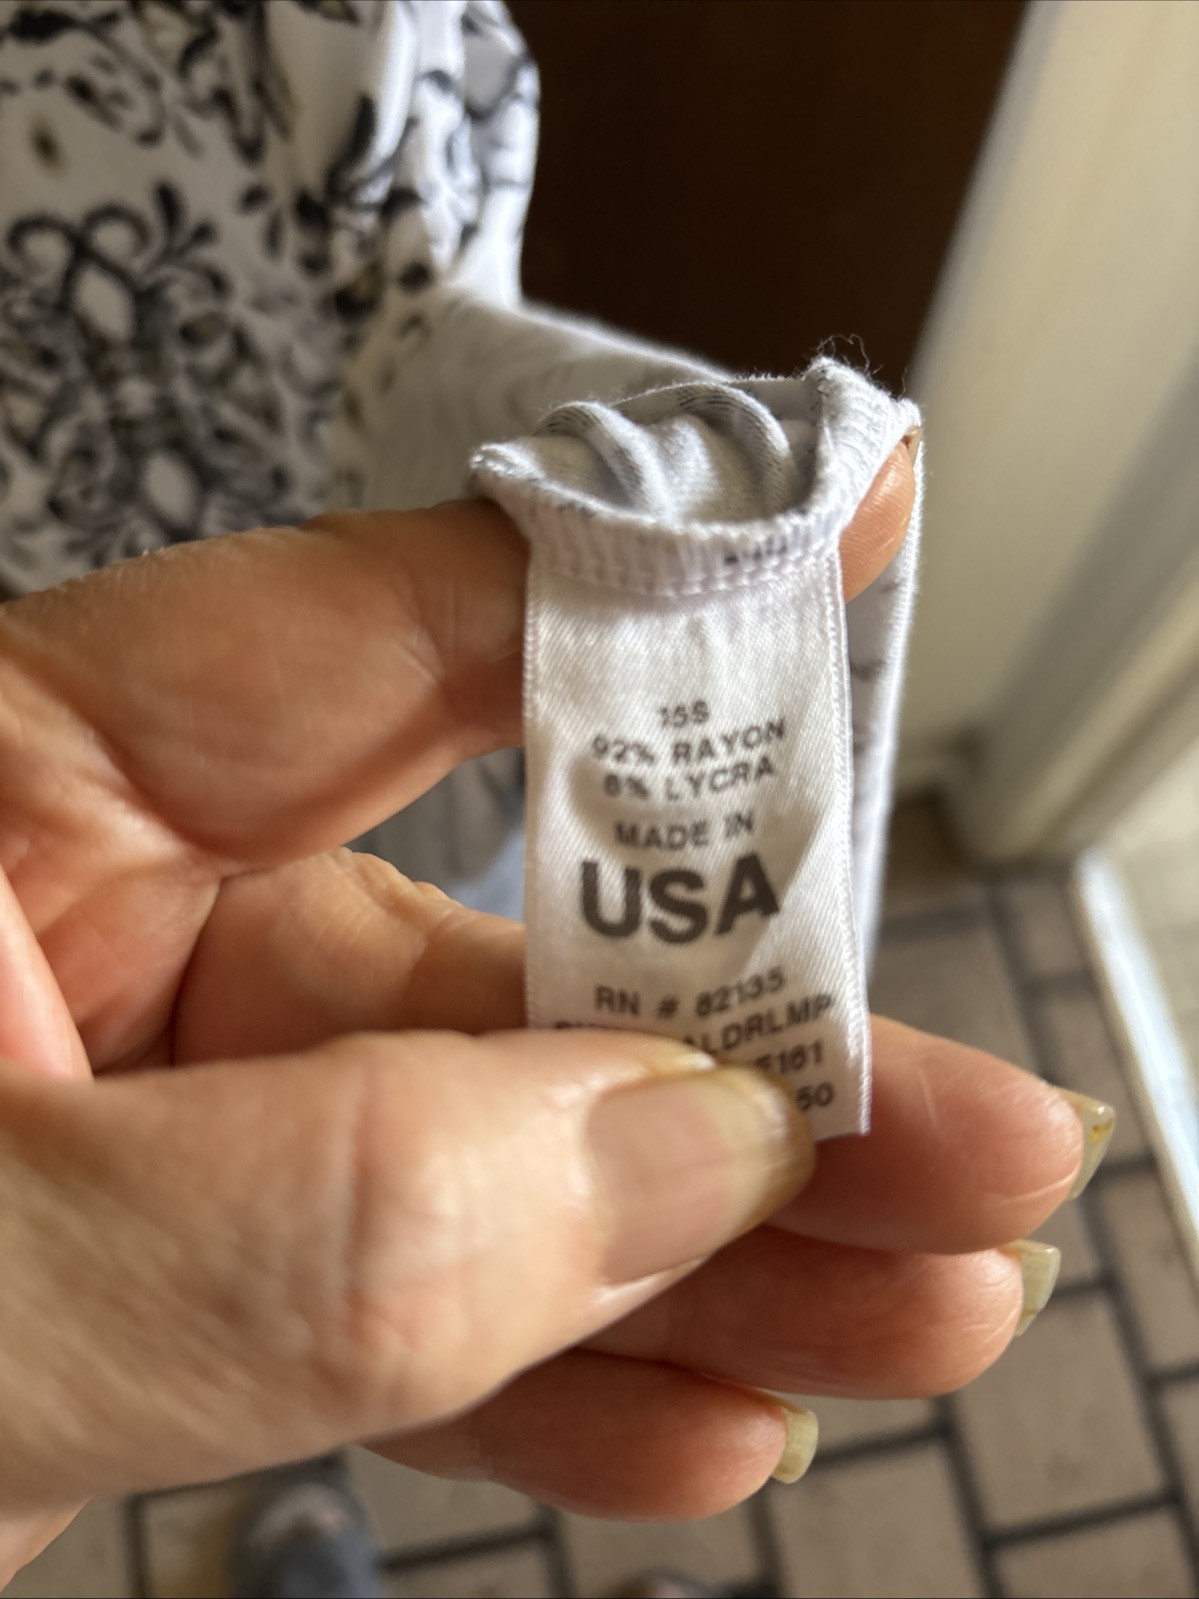 15S
92% RAYON
8% LYCRA
MADE IN
USA
RN # 82135